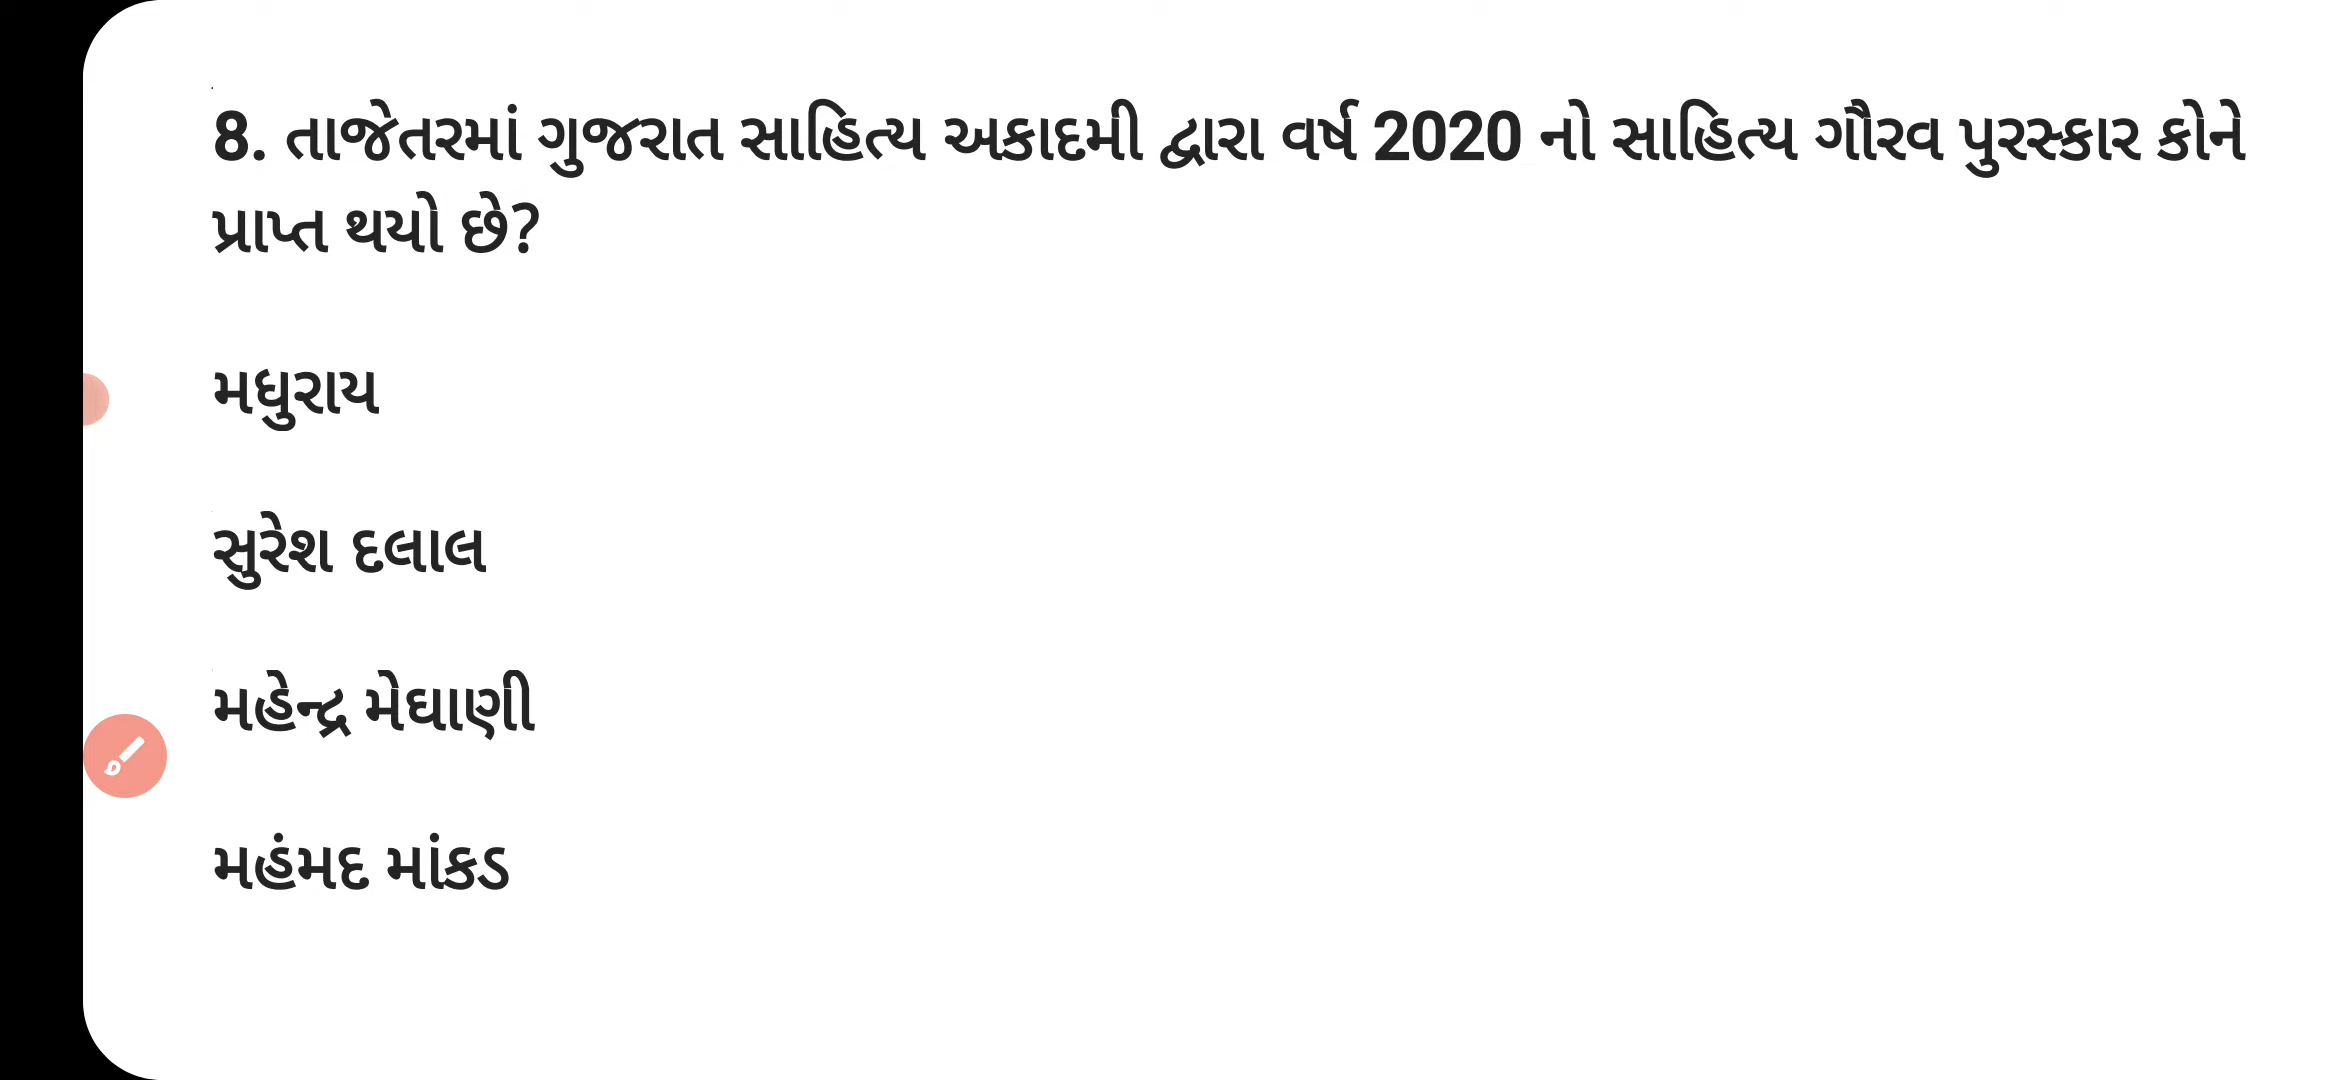 8. તાજેતરમાં ગુજરાત સાહિત્ય અકાદમી દ્વારા વર્ષ 2020 નો સાહિત્ય ગૌરવ પુરસ્કાર કોને
પ્રાપ્ત થયો છે?
મધુરાય
સુરેશ દલાલ
મહેન્દ્ર મેઘાણી
મહંમદ માંકડ